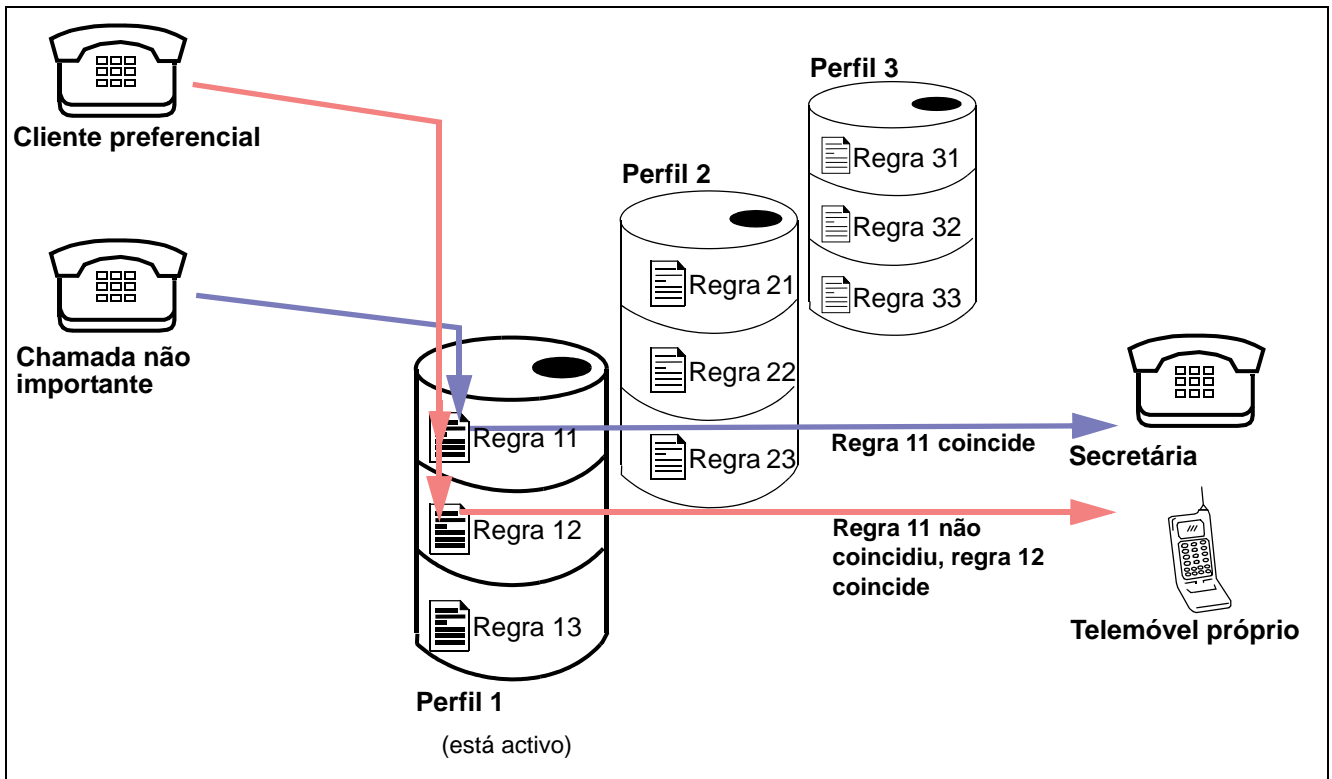 Cliente preferencial
Chamada não
importante
Perfil 3
Regra 31
Regra 32
Regra 33
Perfil 2
Regra 21
Regra 22
Regra 23
Regra 11
Regra 12
Regra 13
Perfil 1
(está activo)
Regra 11 coincide
Secretária
Regra 11 não
coincidiu, regra 12
coincide
Telemóvel próprio